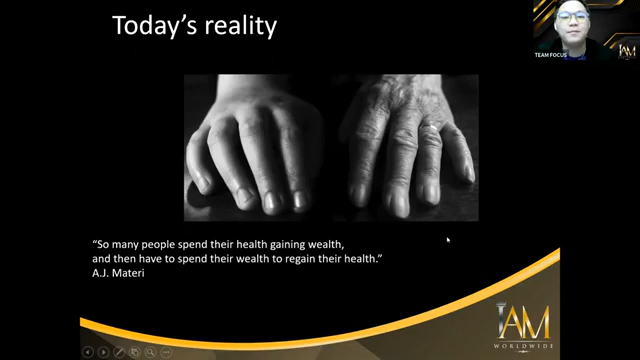 Today's reality
TEAM FOCUS
IAM
"So many people spend their health gaining wealth,
and then have to spend their wealth to regain their health."
A.J. Materi
IAM
WORLDWIDE